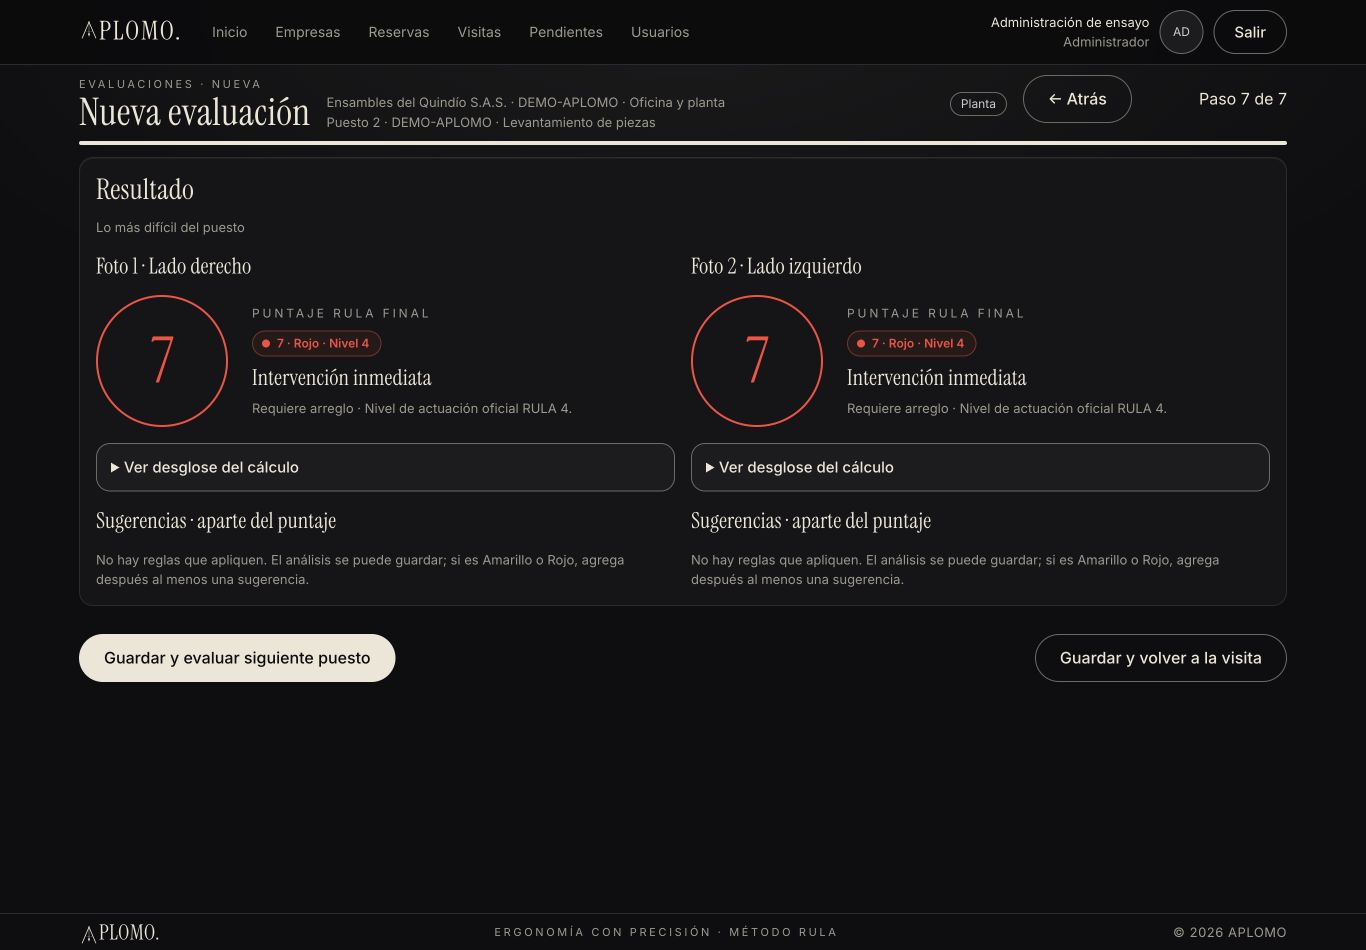 APLOMO.
Inicio
Empresas
Reservas
Visitas
Pendientes
Usuarios
Administración de ensayo
Administrador
AD
Salir
EVALUACIONES · NUEVA
Nueva evaluación
Ensambles del Quindío S.A.S. · DEMO-APLOMO · Oficina y planta
Puesto 2 · DEMO-APLOMO · Levantamiento de piezas
Planta
← Atrás
Paso 7 de 7
Resultado
Lo más difícil del puesto
Foto 1 · Lado derecho
7
PUNTAJE RULA FINAL
7 · Rojo · Nivel 4
Intervención inmediata
Requiere arreglo · Nivel de actuación oficial RULA 4.
▶ Ver desglose del cálculo
Sugerencias · aparte del puntaje
No hay reglas que apliquen. El análisis se puede guardar; si es Amarillo o Rojo, agrega
después al menos una sugerencia.
Foto 2 · Lado izquierdo
7
PUNTAJE RULA FINAL
7 · Rojo · Nivel 4
Intervención inmediata
Requiere arreglo · Nivel de actuación oficial RULA 4.
▶ Ver desglose del cálculo
Sugerencias · aparte del puntaje
No hay reglas que apliquen. El análisis se puede guardar; si es Amarillo o Rojo, agrega
después al menos una sugerencia.
Guardar y evaluar siguiente puesto
Guardar y volver a la visita
APLOMO.
ERGONOMÍA CON PRECISIÓN · MÉTODO RULA
© 2026 APLOMO